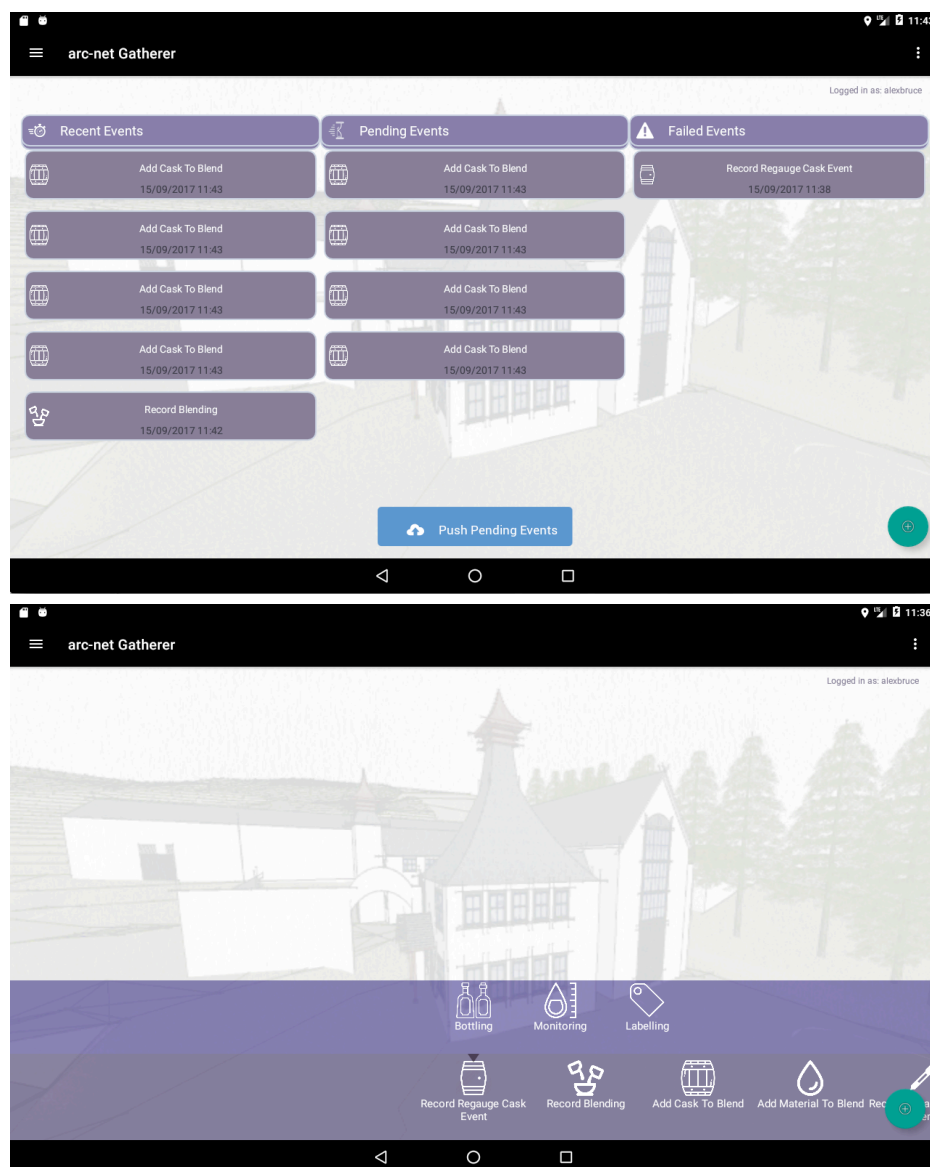 LTE 11:43
arc-net Gatherer
Logged in as: alexbruce
Recent Events
Pending Events
Failed Events
Add Cask To Blend
15/09/2017 11:43
Add Cask To Blend
15/09/2017 11:43
Record Regauge Cask Event
15/09/2017 11:38
Add Cask To Blend
15/09/2017 11:43
Add Cask To Blend
15/09/2017 11:43
Add Cask To Blend
15/09/2017 11:43
Add Cask To Blend
15/09/2017 11:43
Add Cask To Blend
15/09/2017 11:43
Add Cask To Blend
15/09/2017 11:43
Record Blending
15/09/2017 11:42
Push Pending Events
LTE 11:36
arc-net Gatherer
Logged in as: alexbruce
Bottling
Monitoring
Labelling
Record Regauge Cask
Event
Record Blending
Add Cask To Blend
Add Material To Blend